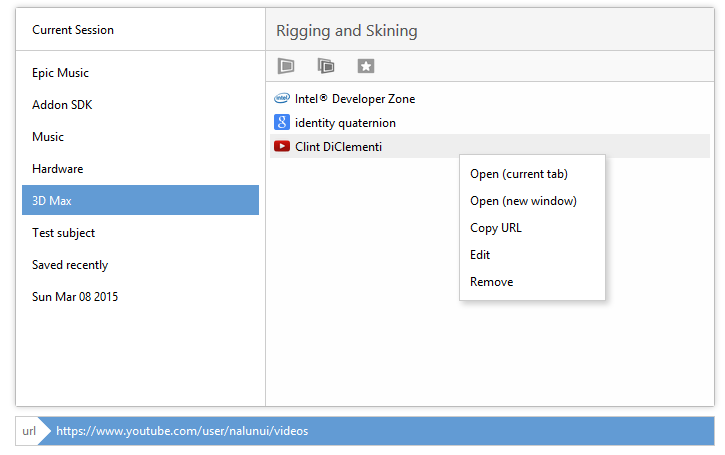 Current Session
Epic Music
Addon SDK
Music
Hardware
3D Max
Test subject
Saved recently
Sun Mar 08 2015
Rigging and Skining
intel Intel® Developer Zone
g identity quaternion
Clint DiClementi
Open (current tab)
Open (new window)
Copy URL
Edit
Remove
url https://www.youtube.com/user/nalunui/videos